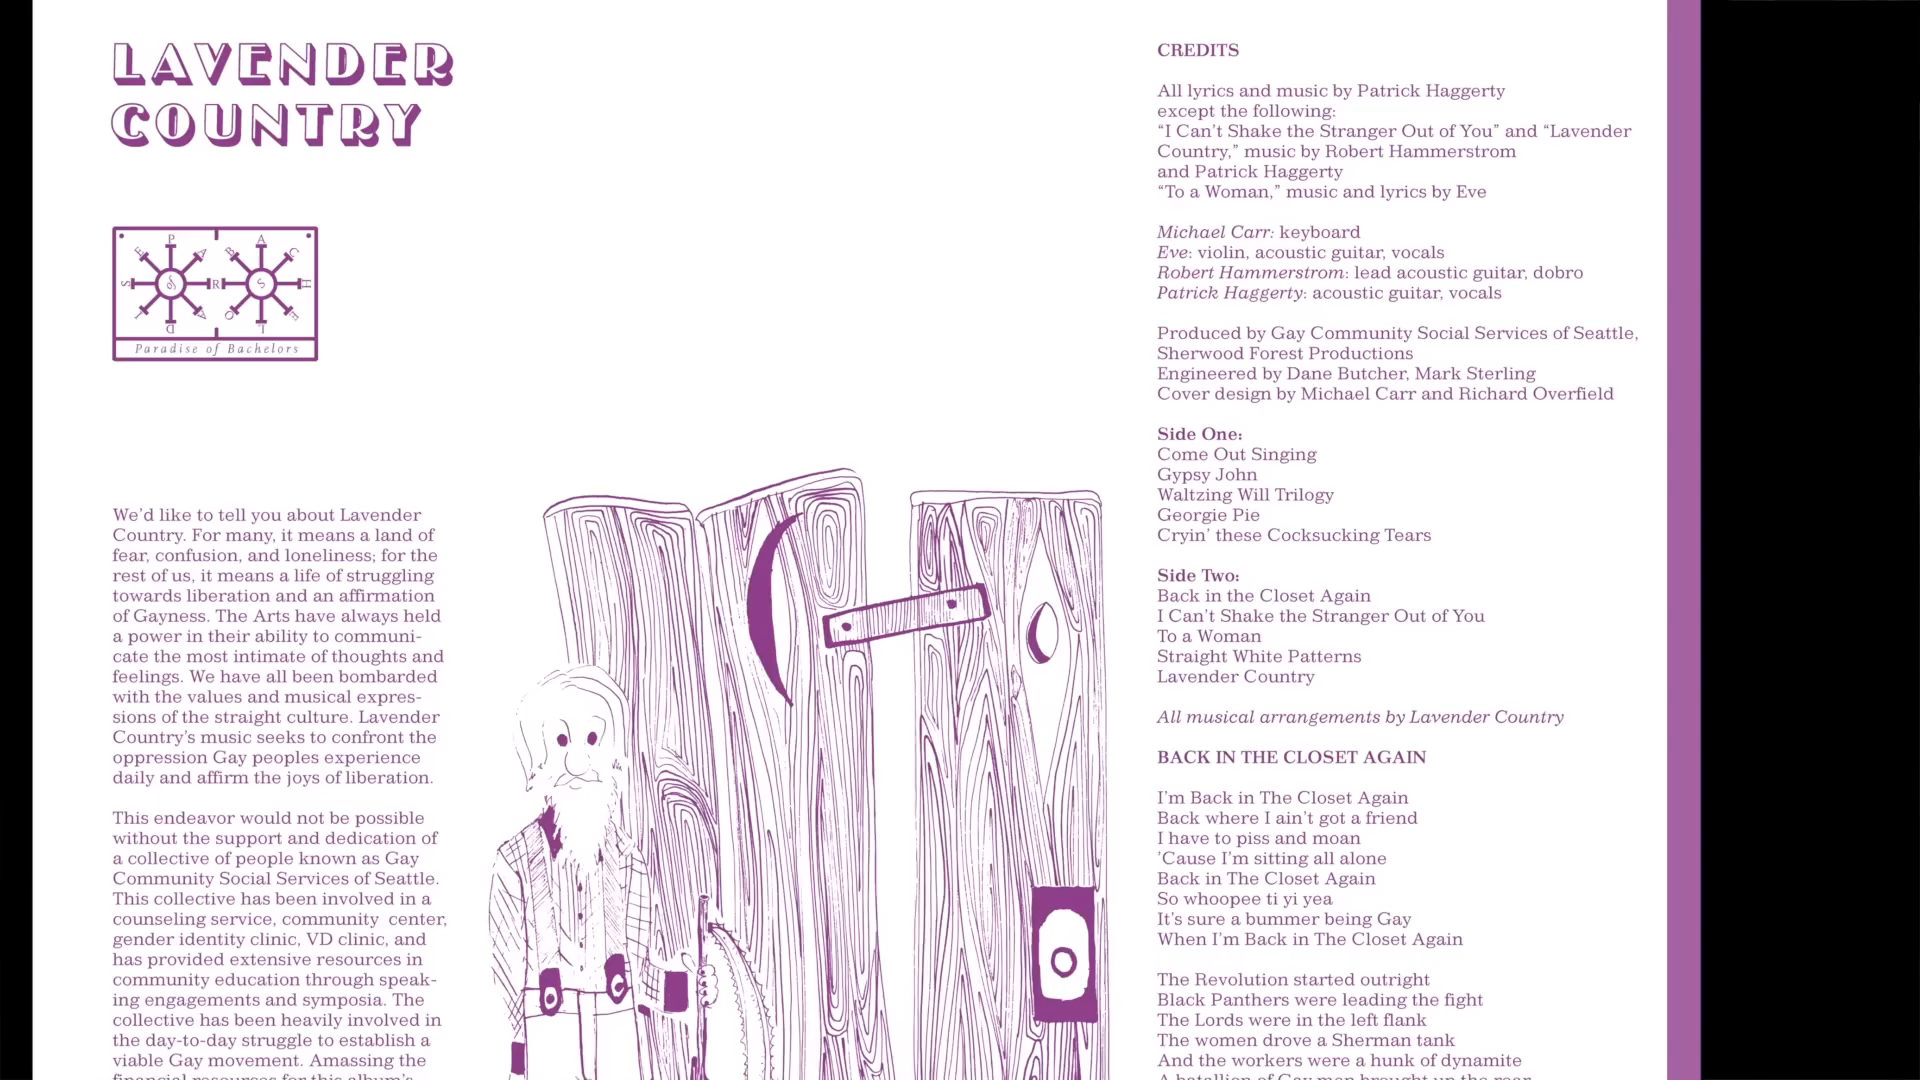 LAVENDER
COUNTRY
Paradise of Bachelors
We'd like to tell you about Lavender
Country. For many, it means a land of
fear, confusion, and loneliness; for the
rest of us, it means a life of struggling
towards liberation and an affirmation
of Gayness. The Arts have always held
a power in their ability to communi-
cate the most intimate of thoughts and
feelings. We have all been bombarded
with the values and musical expres-
sions of the straight culture. Lavender
Country's music seeks to confront the
oppression Gay peoples experience
daily and affirm the joys of liberation.
This endeavor would not be possible
without the support and dedication of
a collective of people known as Gay
Community Social Services of Seattle.
This collective has been involved in a
counseling service, community center,
gender identity clinic, VD clinic, and
has provided extensive resources in
community education through speak-
ing engagements and symposia. The
collective has been heavily involved in
the day-to-day struggle to establish a
viable Gay movement. Amassing the
financial resources for this album's
CREDITS
All lyrics and music by Patrick Haggerty
except the following:
“I Can't Shake the Stranger Out of You” and “Lavender
Country,” music by Robert Hammerstrom
and Patrick Haggerty
“To a Woman,” music and lyrics by Eve
Michael Carr: keyboard
Eve: violin, acoustic guitar, vocals
Robert Hammerstrom: lead acoustic guitar, dobro
Patrick Haggerty: acoustic guitar, vocals
Produced by Gay Community Social Services of Seattle,
Sherwood Forest Productions
Engineered by Dane Butcher, Mark Sterling
Cover design by Michael Carr and Richard Overfield
Side One:
Come Out Singing
Gypsy John
Waltzing Will Trilogy
Georgie Pie
Cryin' these Cocksucking Tears
Side Two:
Back in the Closet Again
I Can't Shake the Stranger Out of You
To a Woman
Straight White Patterns
Lavender Country
All musical arrangements by Lavender Country
BACK IN THE CLOSET AGAIN
I'm Back in The Closet Again
Back where I ain't got a friend
I have to piss and moan
'Cause I'm sitting all alone
Back in The Closet Again
So whoopee ti yi yea
It's sure a bummer being Gay
When I'm Back in The Closet Again
The Revolution started outright
Black Panthers were leading the fight
The Lords were in the left flank
The women drove a Sherman tank
And the workers were a hunk of dynamite
A batallion of Gay men brought up the rear